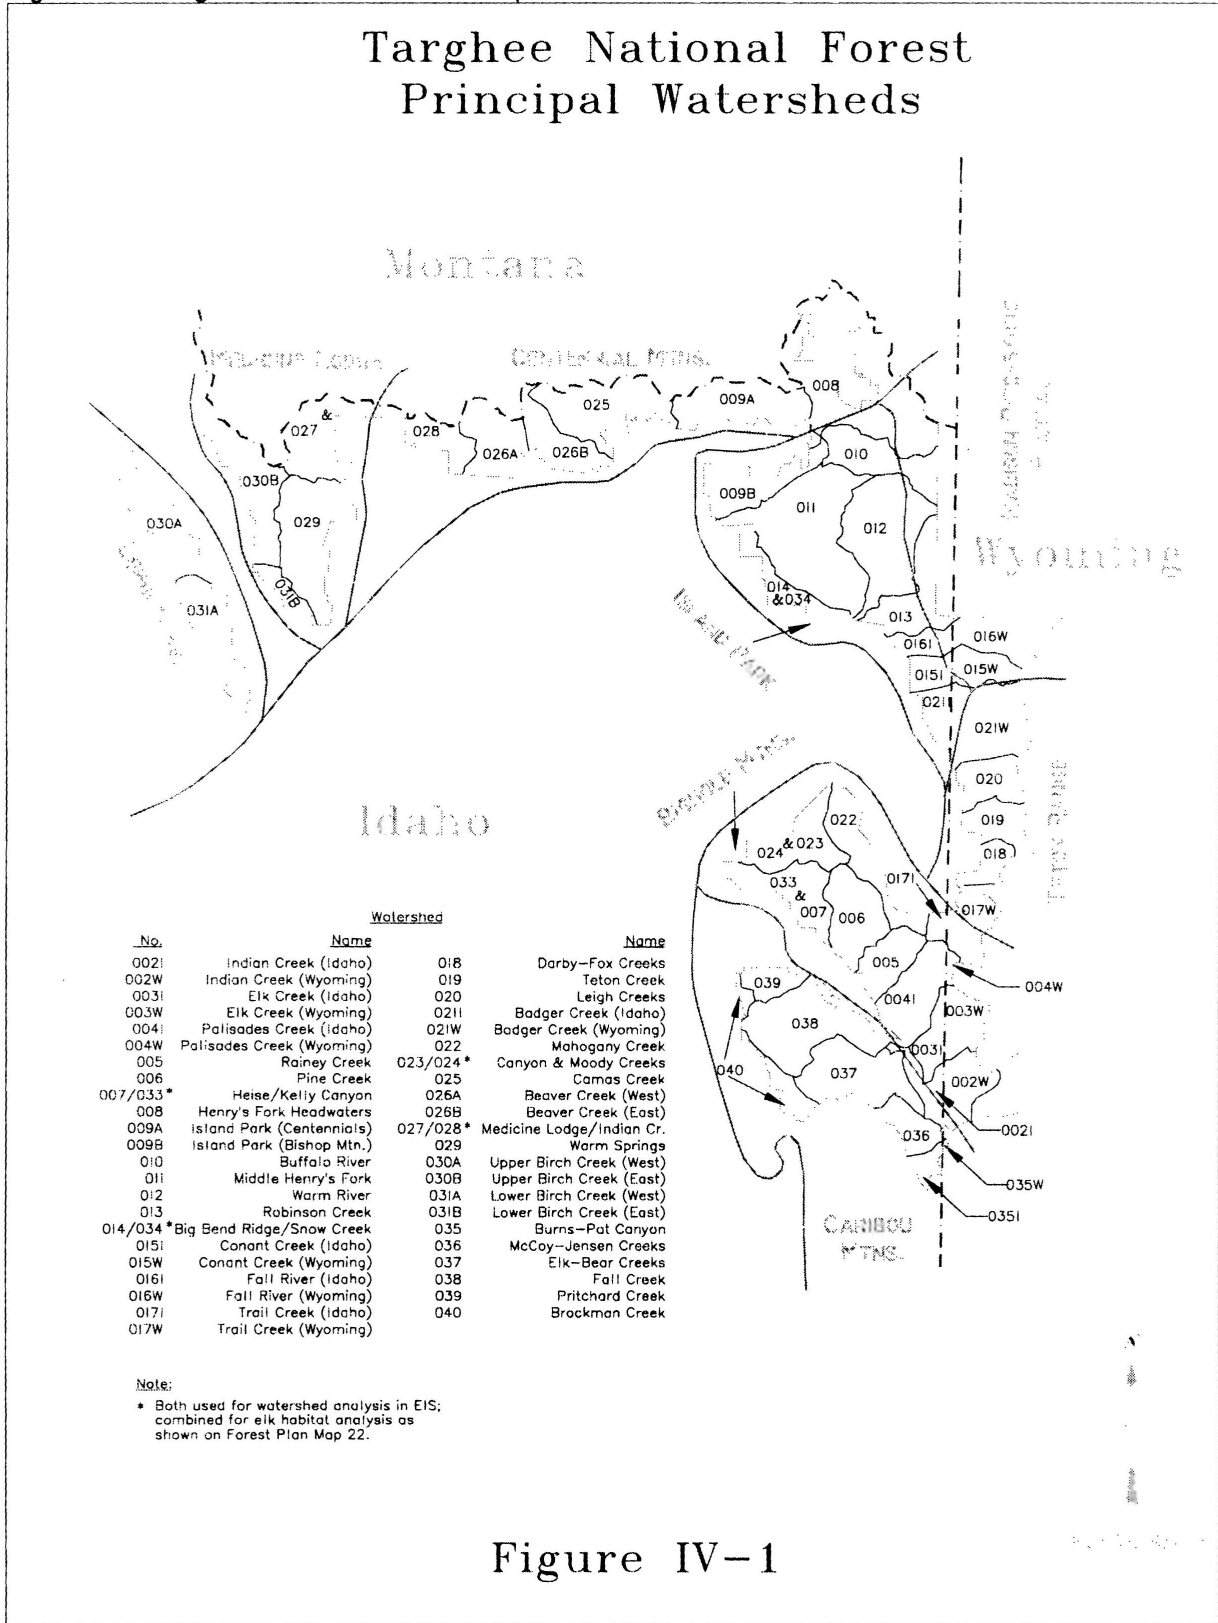 Targhee National Forest
Principal Watersheds
Montana
CENTENNIAL MTNS.
008
025
009A
&
027
028
026A
026B
010
030B
009B
011
030A
029
012
Wyoming
014
&034
031B
031A
013
ISLAND PARK
016I
016W
015I
015W
021I
021W
020
Idaho
022
019
024
&
023
018
033
&
007
017I
006
017W
005
004W
039
004I
003W
038
003I
040
037
002W
036
002I
035W
035I
CARIBOU
MTNS.
Watershed
No. Name Name
002I Indian Creek (Idaho) 018 Darby-Fox Creeks
002W Indian Creek (Wyoming) 019 Teton Creek
003I Elk Creek (Idaho) 020 Leigh Creeks
003W Elk Creek (Wyoming) 021I Badger Creek (Idaho)
004I Palisades Creek (Idaho) 021W Badger Creek (Wyoming)
004W Palisades Creek (Wyoming) 022 Mahogany Creek
005 Rainey Creek 023/024* Canyon & Moody Creeks
006 Pine Creek 025 Camas Creek
007/033* Heise/Kelly Canyon 026A Beaver Creek (West)
008 Henry's Fork Headwaters 026B Beaver Creek (East)
009A Island Park (Centennials) 027/028* Medicine Lodge/Indian Cr.
009B Island Park (Bishop Mtn.) 029 Warm Springs
010 Buffalo River 030A Upper Birch Creek (West)
011 Middle Henry's Fork 030B Upper Birch Creek (East)
012 Warm River 031A Lower Birch Creek (West)
013 Robinson Creek 031B Lower Birch Creek (East)
014/034* Big Bend Ridge/Snow Creek 035 Burns-Pat Canyon
015I Conant Creek (Idaho) 036 McCoy-Jensen Creeks
015W Conant Creek (Wyoming) 037 Elk-Bear Creeks
016I Fall River (Idaho) 038 Fall Creek
016W Fall River (Wyoming) 039 Pritchard Creek
017I Trail Creek (Idaho) 040 Brockman Creek
017W Trail Creek (Wyoming)
Note:
* Both used for watershed analysis in EIS;
combined for elk habitat analysis as
shown on Forest Plan Map 22.
Figure IV-1